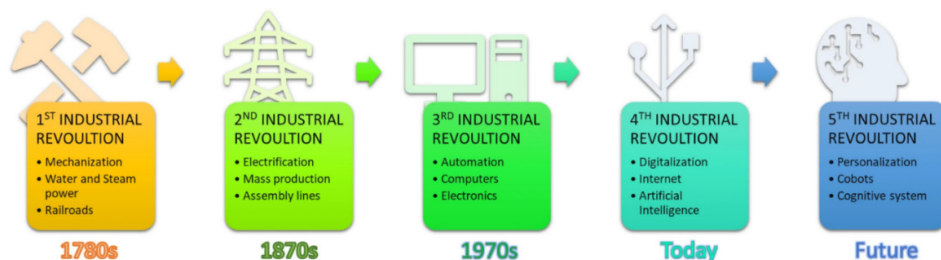 1ST INDUSTRIAL
REVOULTION
• Mechanization
• Water and Steam
power
• Railroads
1780s
2ND INDUSTRIAL
REVOULTION
• Electrification
• Mass production
• Assembly lines
1870s
3RD INDUSTRIAL
REVOULTION
• Automation
• Computers
• Electronics
1970s
4TH INDUSTRIAL
REVOULTION
• Digitalization
• Internet
• Artificial
Intelligence
Today
5TH INDUSTRIAL
REVOULTION
• Personalization
• Cobots
• Cognitive system
Future